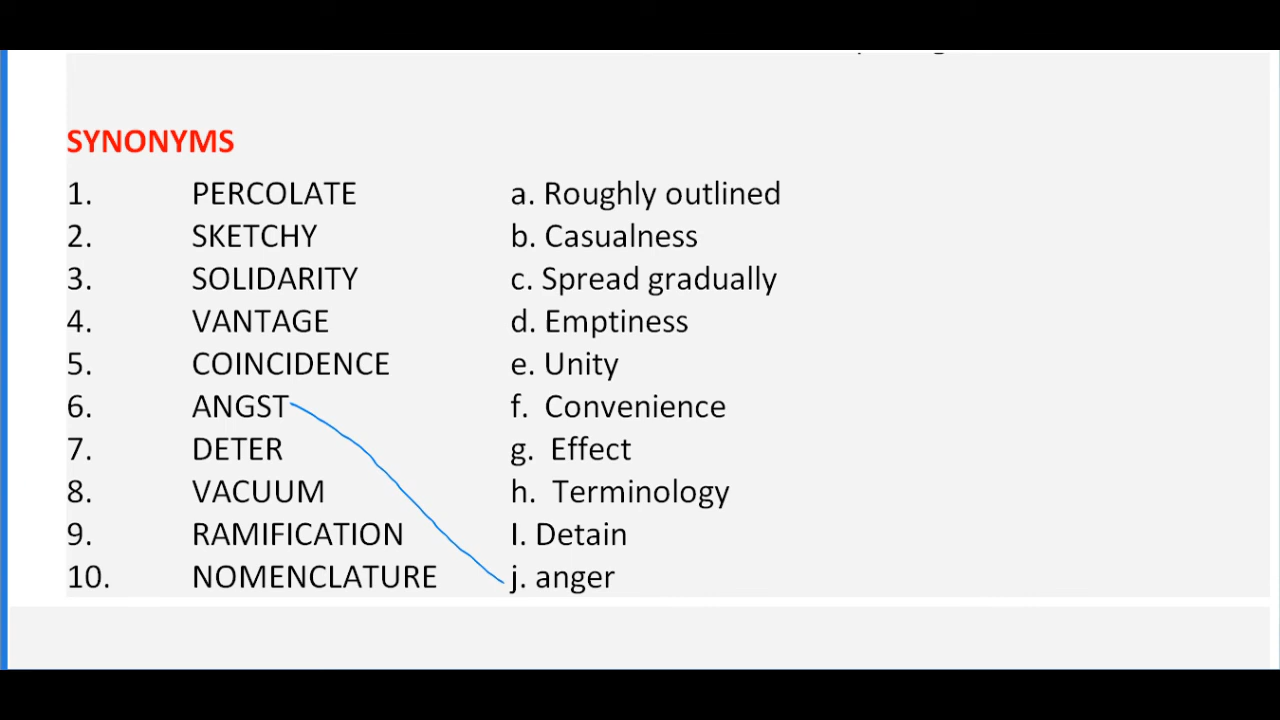 SYNONYMS
1. PERCOLATE a. Roughly outlined
2. SKETCHY b. Casualness
3. SOLIDARITY c. Spread gradually
4. VANTAGE d. Emptiness
5. COINCIDENCE e. Unity
6. ANGST f. Convenience
7. DETER g. Effect
8. VACUUM h. Terminology
9. RAMIFICATION I. Detain
10. NOMENCLATURE j. anger